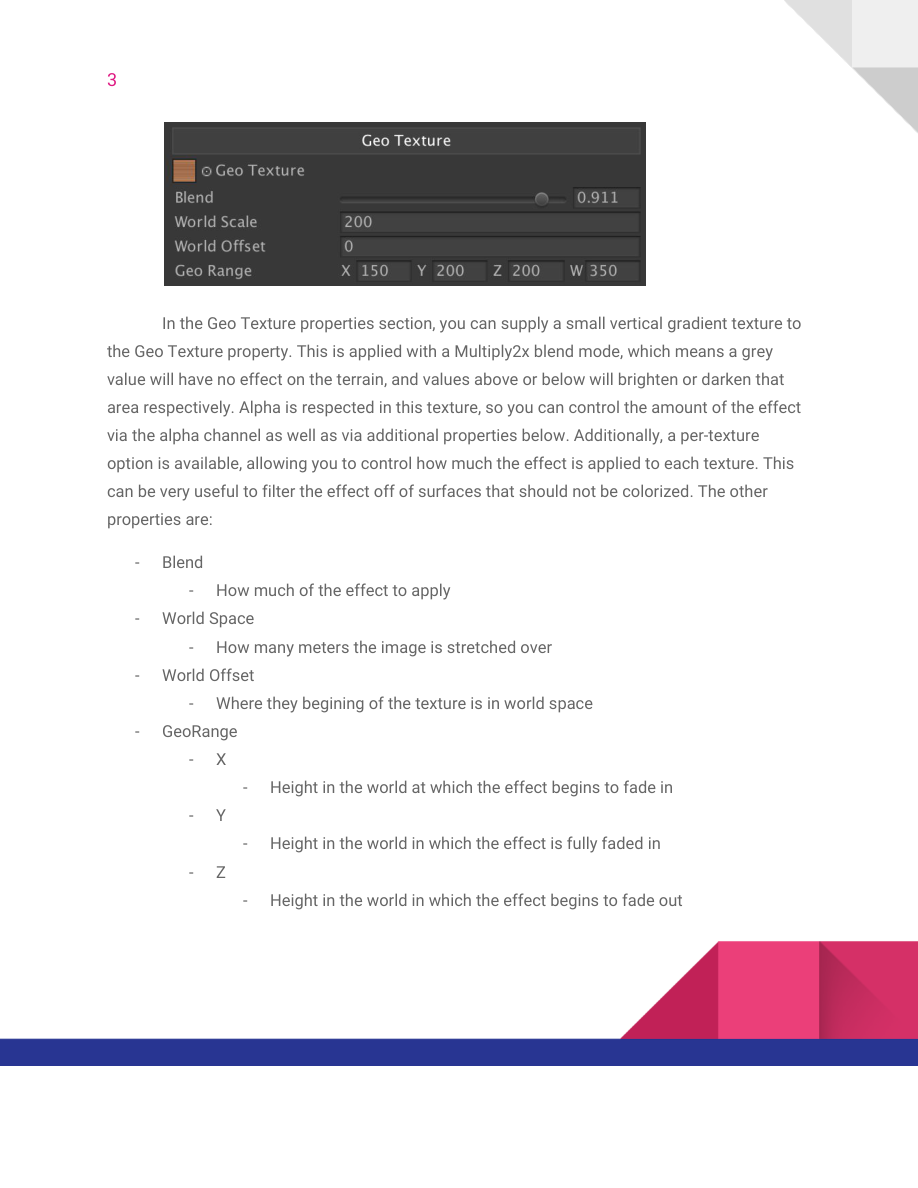 3
Geo Texture
Geo Texture
Blend 0.911
World Scale 200
World Offset 0
Geo Range X 150 Y 200 Z 200 W 350
In the Geo Texture properties section, you can supply a small vertical gradient texture to
the Geo Texture property. This is applied with a Multiply2x blend mode, which means a grey
value will have no effect on the terrain, and values above or below will brighten or darken that
area respectively. Alpha is respected in this texture, so you can control the amount of the effect
via the alpha channel as well as via additional properties below. Additionally, a per-texture
option is available, allowing you to control how much the effect is applied to each texture. This
can be very useful to filter the effect off of surfaces that should not be colorized. The other
properties are:
- Blend
- How much of the effect to apply
- World Space
- How many meters the image is stretched over
- World Offset
- Where they begining of the texture is in world space
- GeoRange
- X
- Height in the world at which the effect begins to fade in
- Y
- Height in the world in which the effect is fully faded in
- Z
- Height in the world in which the effect begins to fade out